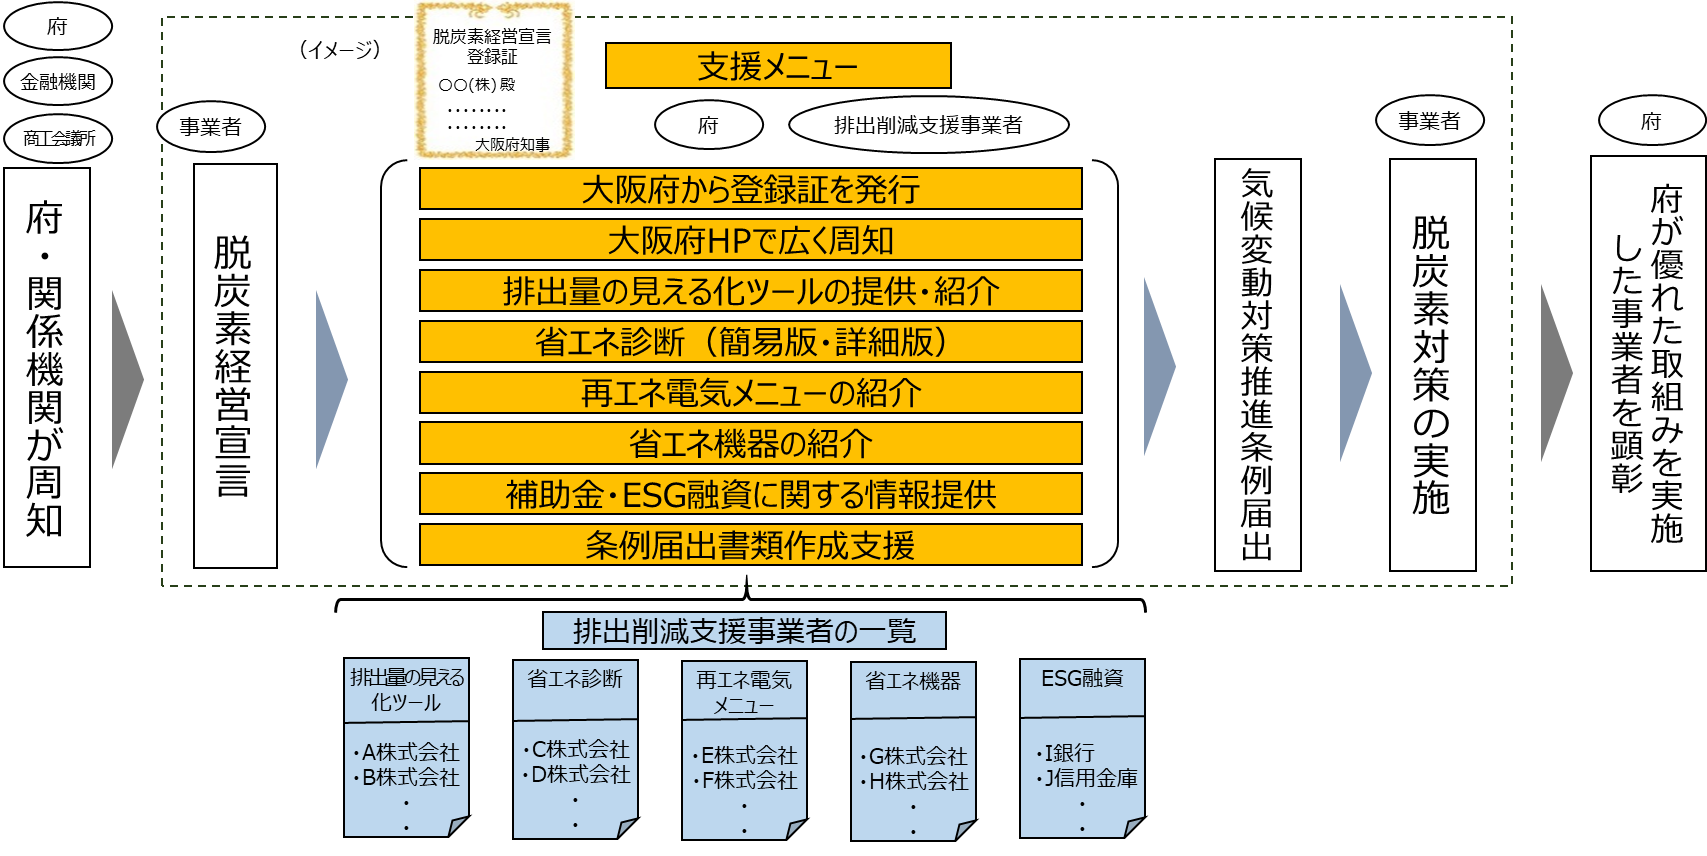 府
金融機関
商工会議所
府・関係機関が周知
事業者
脱炭素経営宣言
（イメージ）
脱炭素経営宣言
登録証
〇〇(株) 殿
・・・・・・・・
・・・・・・・・
大阪府知事
支援メニュー
府
排出削減支援事業者
大阪府から登録証を発行
大阪府HPで広く周知
排出量の見える化ツールの提供・紹介
省エネ診断（簡易版・詳細版）
再エネ電気メニューの紹介
省エネ機器の紹介
補助金・ESG融資に関する情報提供
条例届出書類作成支援
気候変動対策推進条例届出
事業者
脱炭素対策の実施
府
府が優れた取組みを実施
した事業者を顕彰
排出削減支援事業者の一覧
排出量の見える
化ツール
・A株式会社
・B株式会社
・
・
省エネ診断
・C株式会社
・D株式会社
・
・
再エネ電気
メニュー
・E株式会社
・F株式会社
・
・
省エネ機器
・G株式会社
・H株式会社
・
・
ESG融資
・I銀行
・J信用金庫
・
・